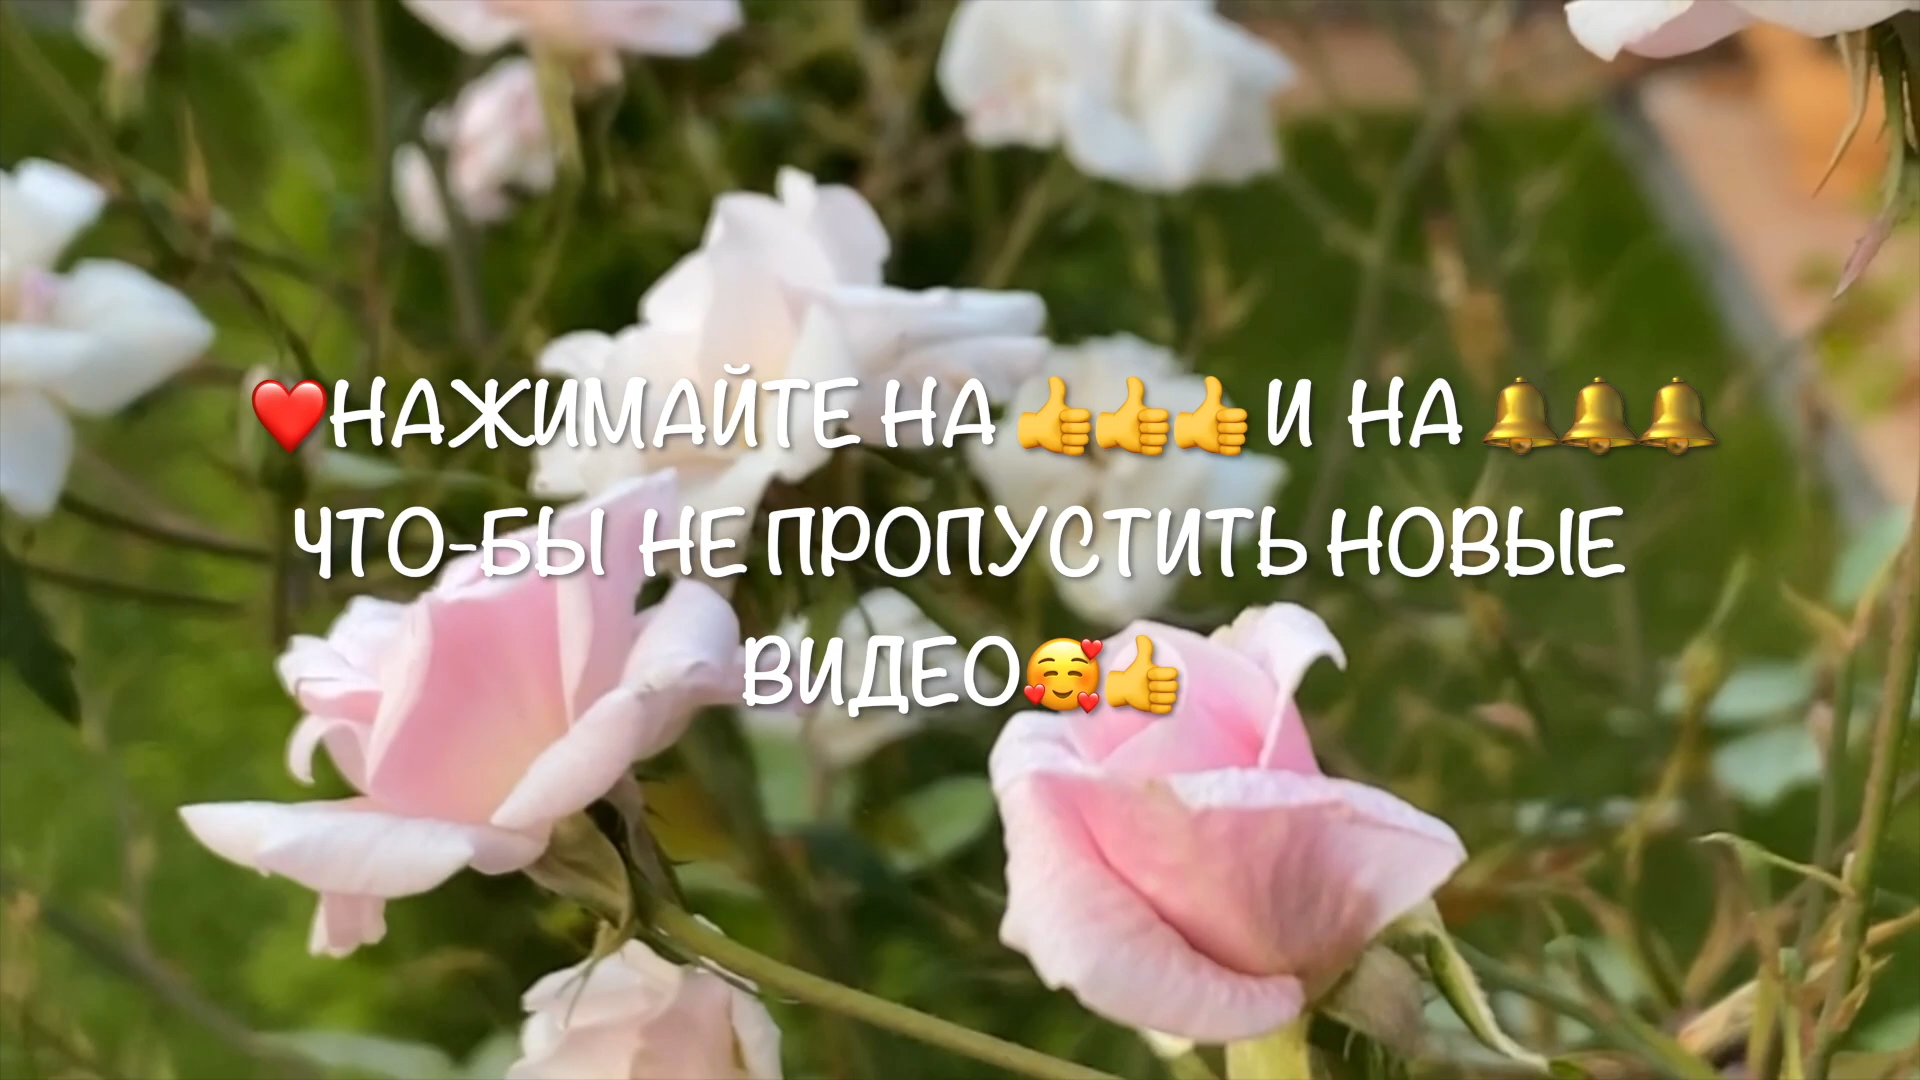 ❤️НАЖИМАЙТЕ НА 👍👍👍 И НА 🔔🔔🔔
ЧТО-БЫ НЕ ПРОПУСТИТЬ НОВЫЕ
ВИДЕО🥰👍